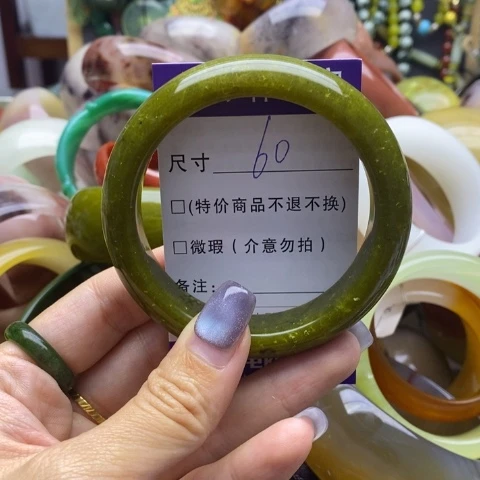 尺寸 60
□(特价商品不退不换)
□微瑕(介意勿拍)
备注: